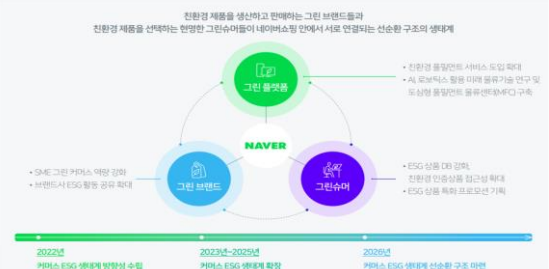 친환경 제품을 생산하고 판매하는 그린 브랜드들과
친환경 제품을 선택하는 현명한 그린슈머들이 네이버쇼핑 안에서 서로 연결되는 선순환 구조의 생태계
그린 플랫폼
• 친환경 풀필먼트 서비스 도입 확대
• AI, 로보틱스 활용 미래 물류기술 연구 및
도심형 풀필먼트 물류센터(MFC) 구축
NAVER
• SME 그린 커머스 역량 강화
• 브랜드사 ESG 활동 공유 확대
그린 브랜드
그린슈머
• ESG 상품 DB 강화,
친환경 인증상품 접근성 확대
• ESG 상품 특화 프로모션 기획
2022년
커머스 ESG 생태계 방향성 수립
2023년~2025년
커머스 ESG 생태계 확장
2026년
커머스 ESG 생태계 선순환 구조 마련